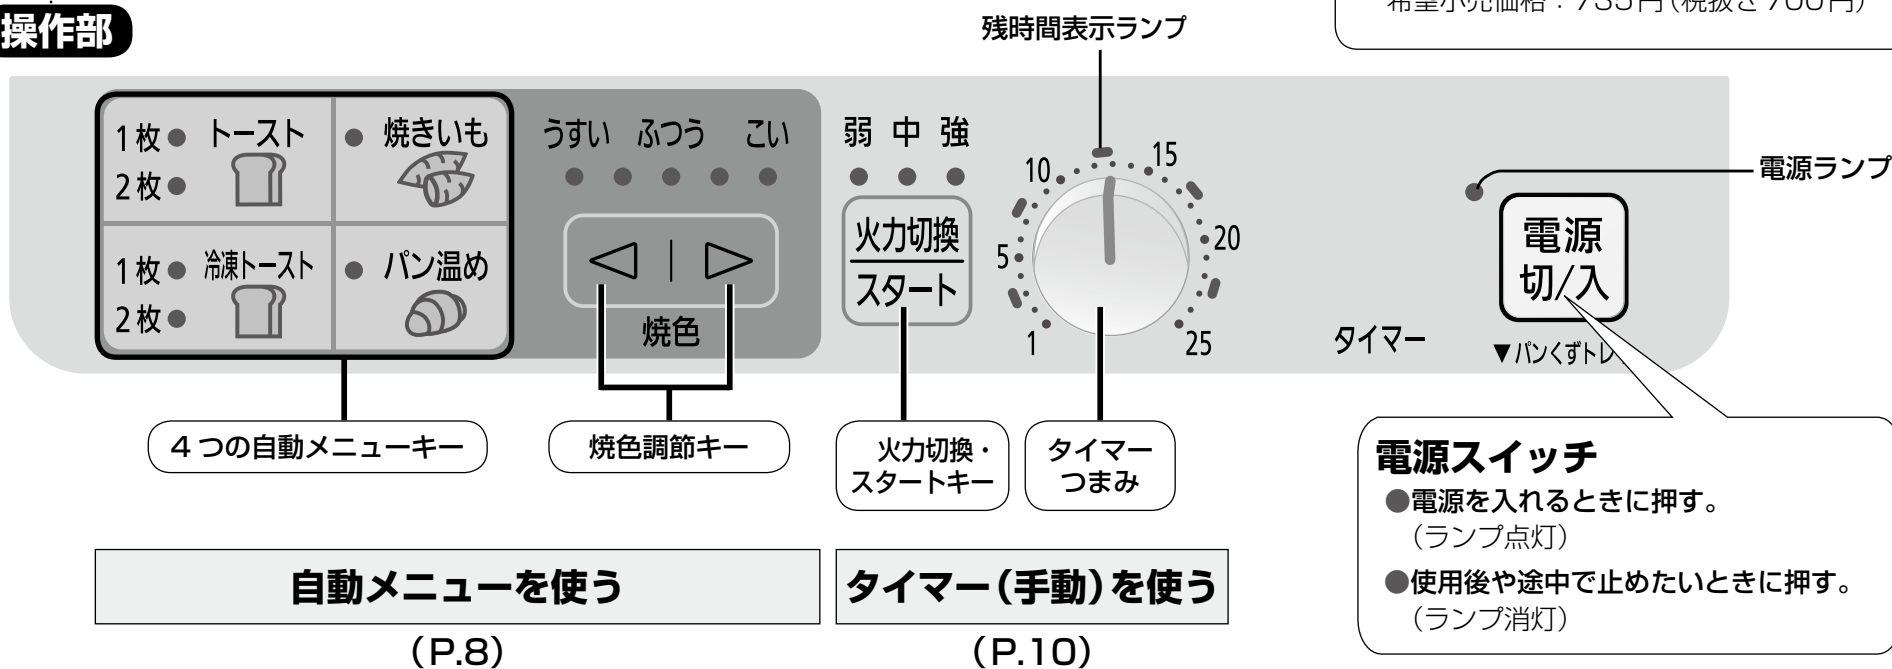 希望小売価格：735円（税抜き700円）
操作部
残時間表示ランプ
1枚 トースト
2枚
焼きいも
1枚 冷凍トースト
2枚
パン温め
うすい ふつう こい
焼色
弱 中 強
火力切換
スタート
1 5 10 15 20 25
タイマー
電源ランプ
電源
切/入
▼パンくずトレ
4つの自動メニューキー
焼色調節キー
火力切換・
スタートキー
タイマー
つまみ
電源スイッチ
●電源を入れるときに押す。
（ランプ点灯）
●使用後や途中で止めたいときに押す。
（ランプ消灯）
自動メニューを使う
（P.8）
タイマー（手動）を使う
（P.10）